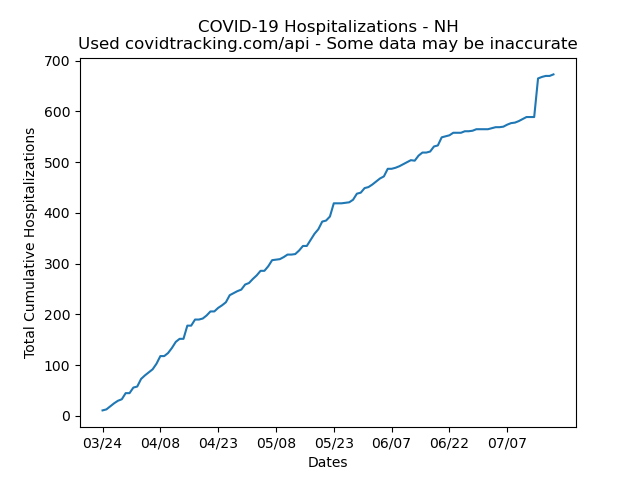 COVID-19 Hospitalizations - NH
Used covidtracking.com/api - Some data may be inaccurate
Total Cumulative Hospitalizations
700
600
500
400
300
200
100
0
03/24 04/08 04/23 05/08 05/23 06/07 06/22 07/07
Dates